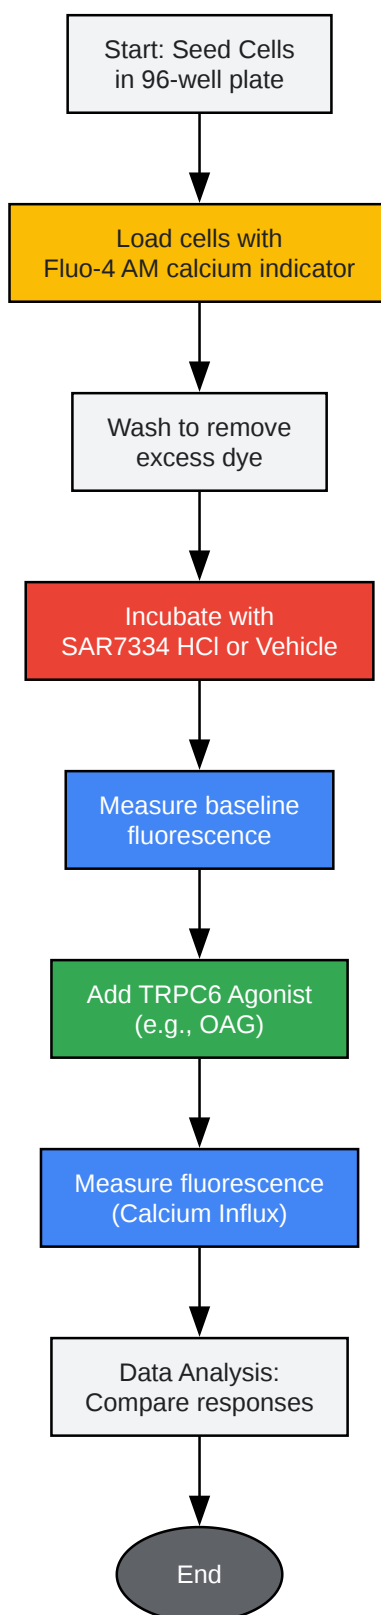 Start: Seed Cells
in 96-well plate
Load cells with
Fluo-4 AM calcium indicator
Wash to remove
excess dye
Incubate with
SAR7334 HCl or Vehicle
Measure baseline
fluorescence
Add TRPC6 Agonist
(e.g., OAG)
Measure fluorescence
(Calcium Influx)
Data Analysis:
Compare responses
End